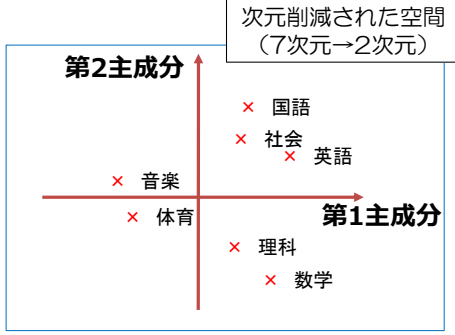 次元削減された空間
（7次元→2次元）
第2主成分
× 国語
× 社会
× 英語
× 音楽
× 体育
第1主成分
× 理科
× 数学